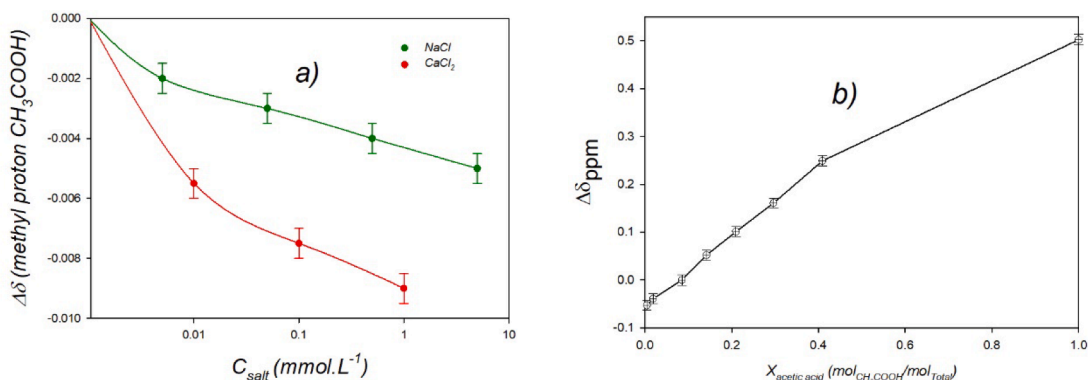 0.000
-0.002
-0.004
-0.006
-0.008
-0.010
Δδ (methyl proton CH3COOH)
NaCl
CaCl2
a)
0.01
0.1
1
10
Csalt (mmol.L-1)
0.5
0.4
0.3
0.2
0.1
0.0
-0.1
Δδppm
b)
0.0
0.2
0.4
0.6
0.8
1.0
Xacetic acid (molCH3COOH/molTotal)